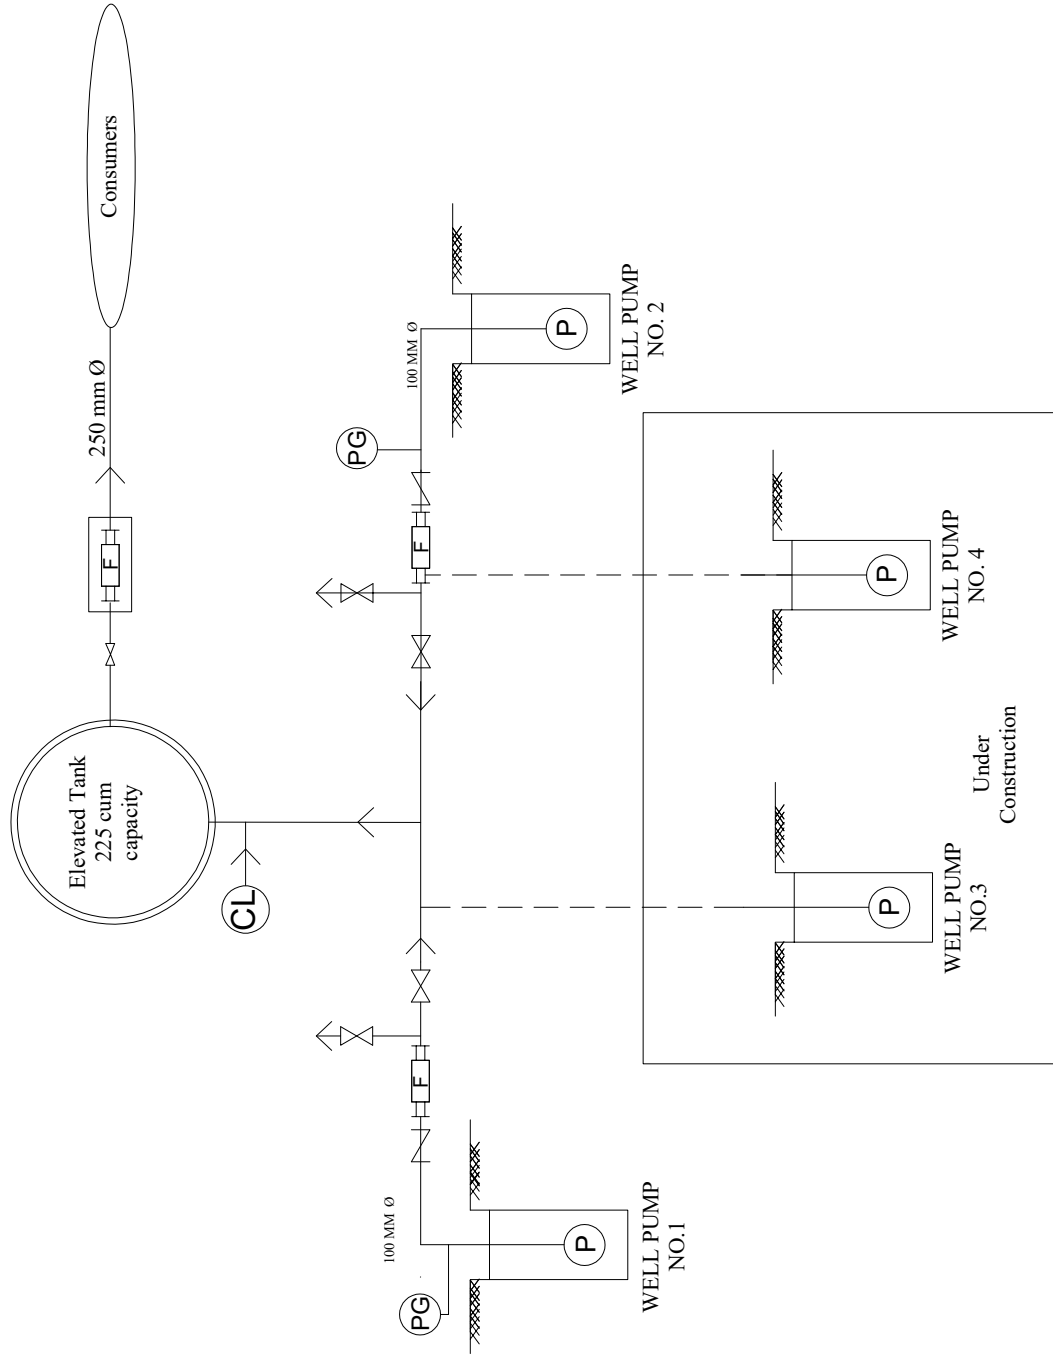 Consumers
250 mm Ø
F
Elevated Tank
225 cum
capacity
CL
PG
100 MM Ø
F
P
WELL PUMP
NO. 2
F
100 MM Ø
PG
P
WELL PUMP
NO.1
P
WELL PUMP
NO. 4
P
WELL PUMP
NO.3
Under
Construction